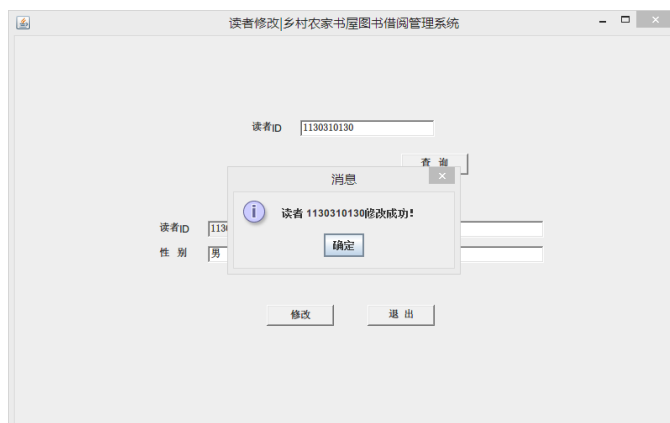 读者修改|乡村农家书屋图书借阅管理系统
读者ID 1130310130
查 询
消息
读者 1130310130修改成功!
读者ID 113
确定
性 别 男
修改 退 出